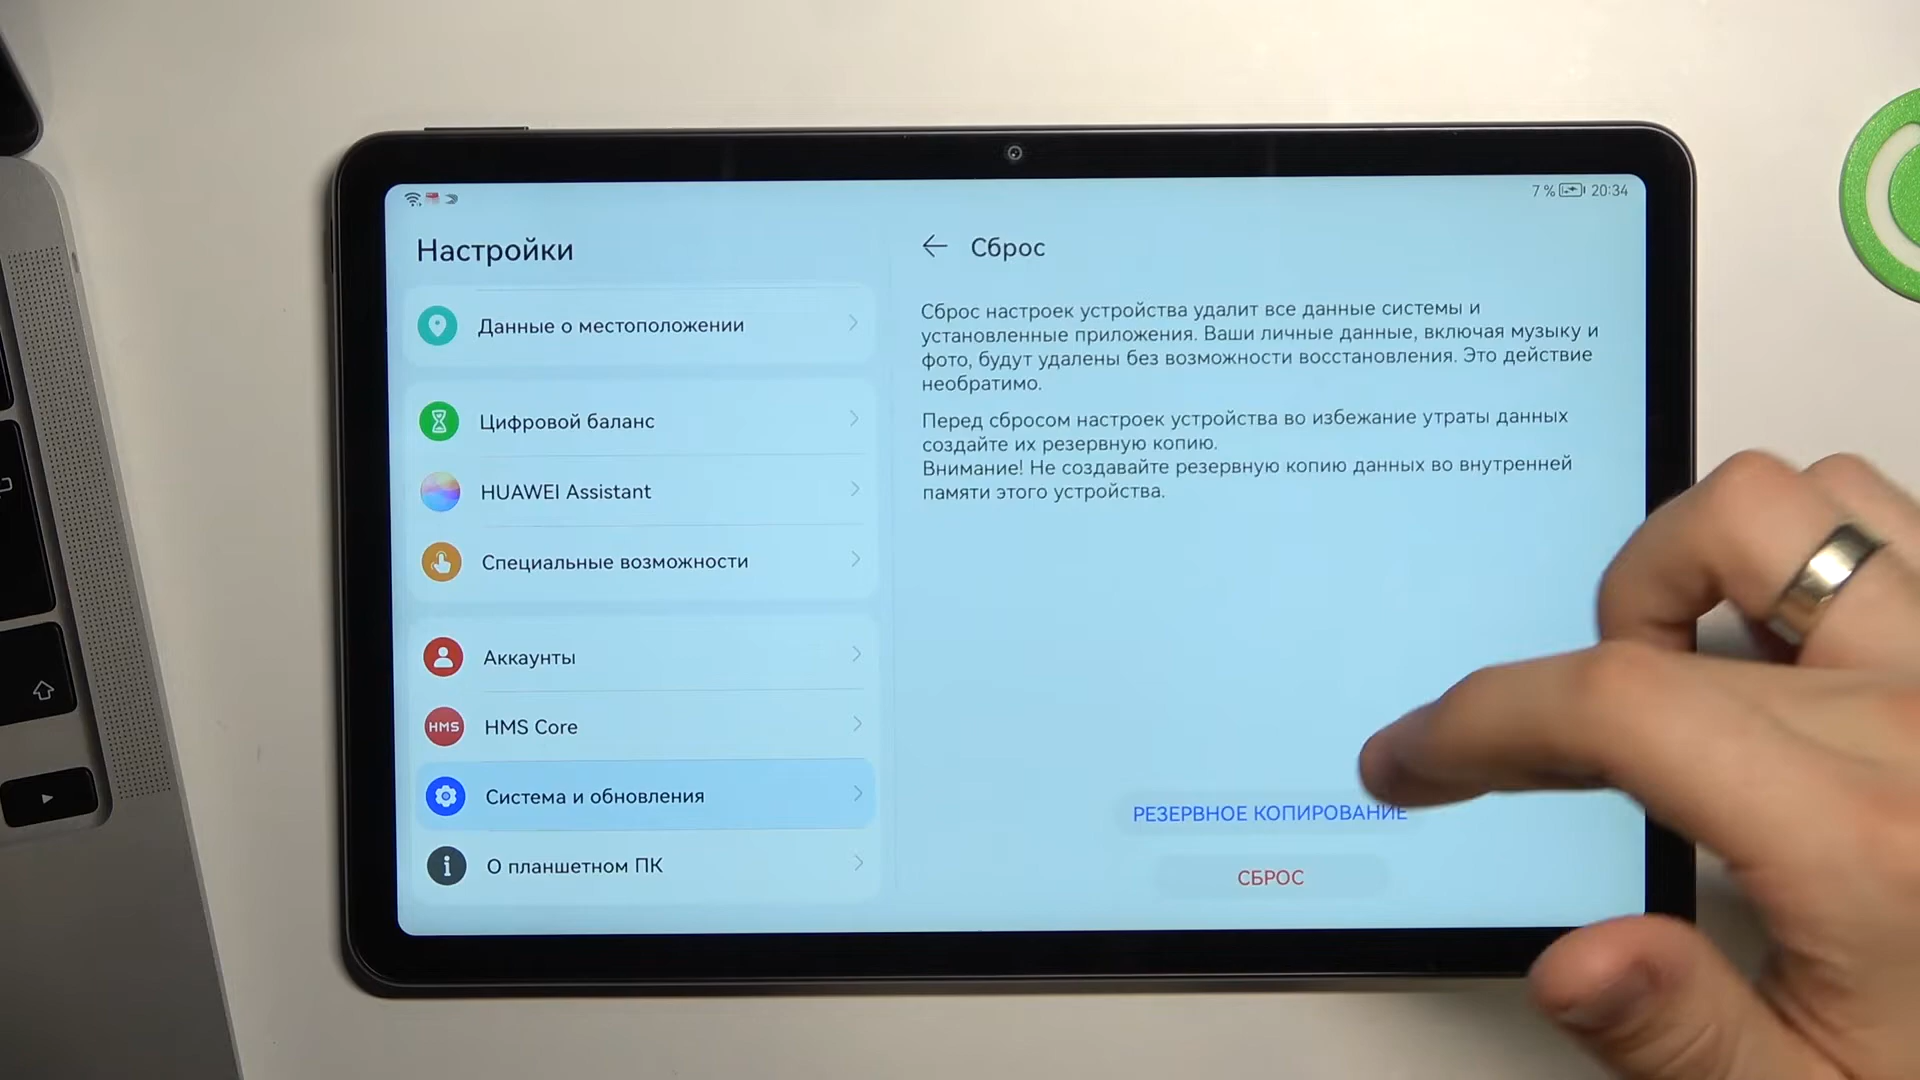 7 % 20:34
Настройки
Данные о местоположении
Цифровой баланс
HUAWEI Assistant
Специальные возможности
Аккаунты
HMS
HMS Core
Система и обновления
О планшетном ПК
Сброс
Сброс настроек устройства удалит все данные системы и
установленные приложения. Ваши личные данные, включая музыку и
фото, будут удалены без возможности восстановления. Это действие
необратимо.
Перед сбросом настроек устройства во избежание утраты данных
создайте их резервную копию.
Внимание! Не создавайте резервную копию данных во внутренней
памяти этого устройства.
РЕЗЕРВНОЕ КОПИРОВАНИЕ
СБРОС